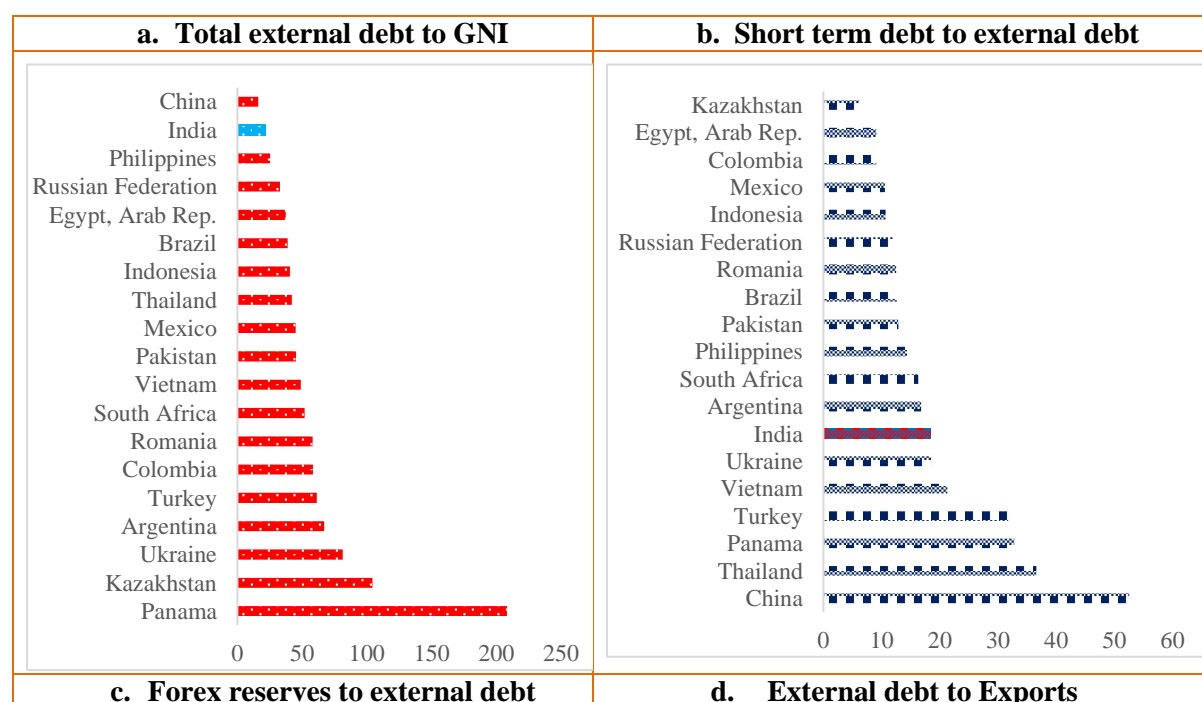 a. Total external debt to GNI
b. Short term debt to external debt
China
India
Philippines
Russian Federation
Egypt, Arab Rep.
Brazil
Indonesia
Thailand
Mexico
Pakistan
Vietnam
South Africa
Romania
Colombia
Turkey
Argentina
Ukraine
Kazakhstan
Panama
0 50 100 150 200 250
Kazakhstan
Egypt, Arab Rep.
Colombia
Mexico
Indonesia
Russian Federation
Romania
Brazil
Pakistan
Philippines
South Africa
Argentina
India
Ukraine
Vietnam
Turkey
Panama
Thailand
China
0 10 20 30 40 50 60
c. Forex reserves to external debt
d. External debt to Exports